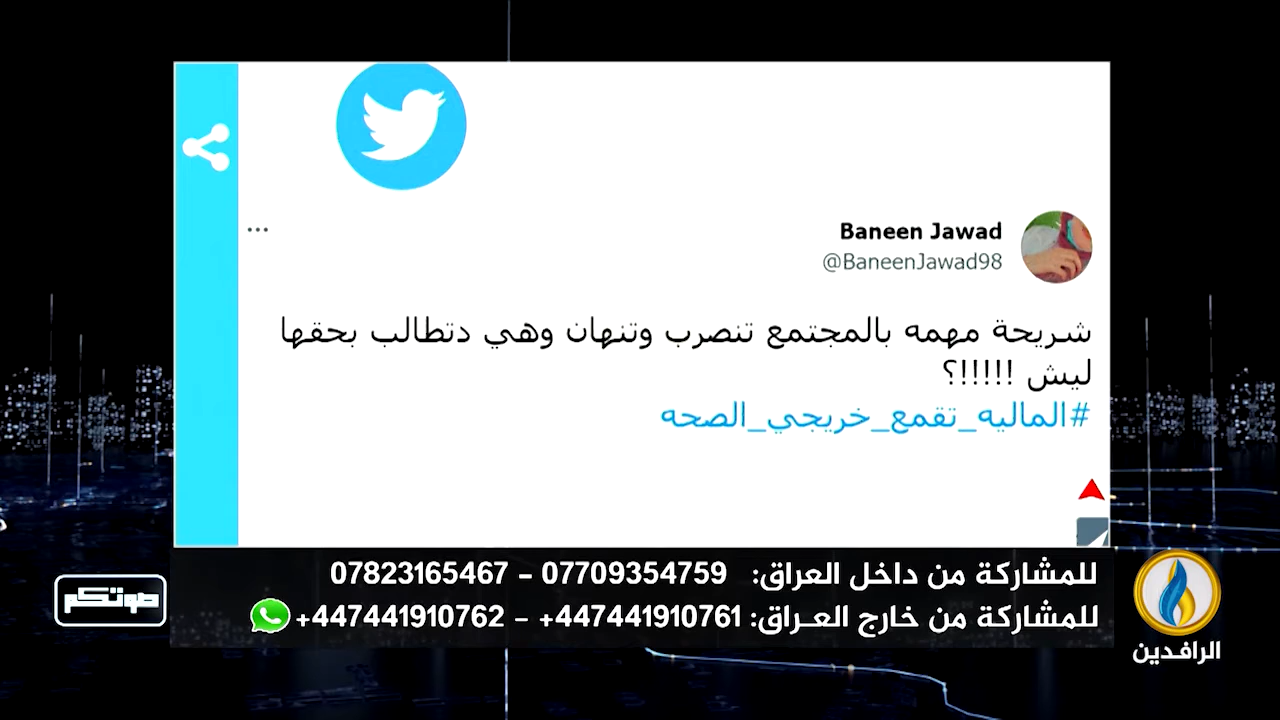 Baneen Jawad
@BaneenJawad98
شريحة مهمه بالمجتمع تنصرب وتنهان وهي دتطالب بحقها
ليش !!!!!!؟
#الماليه_تقمع_خريجي_الصحه
للمشاركة من داخل العراق: 07709354759 - 07823165467
للمشاركة من خارج العراق: 447441910761+ - 447441910762+
صوتكم
الرافدين